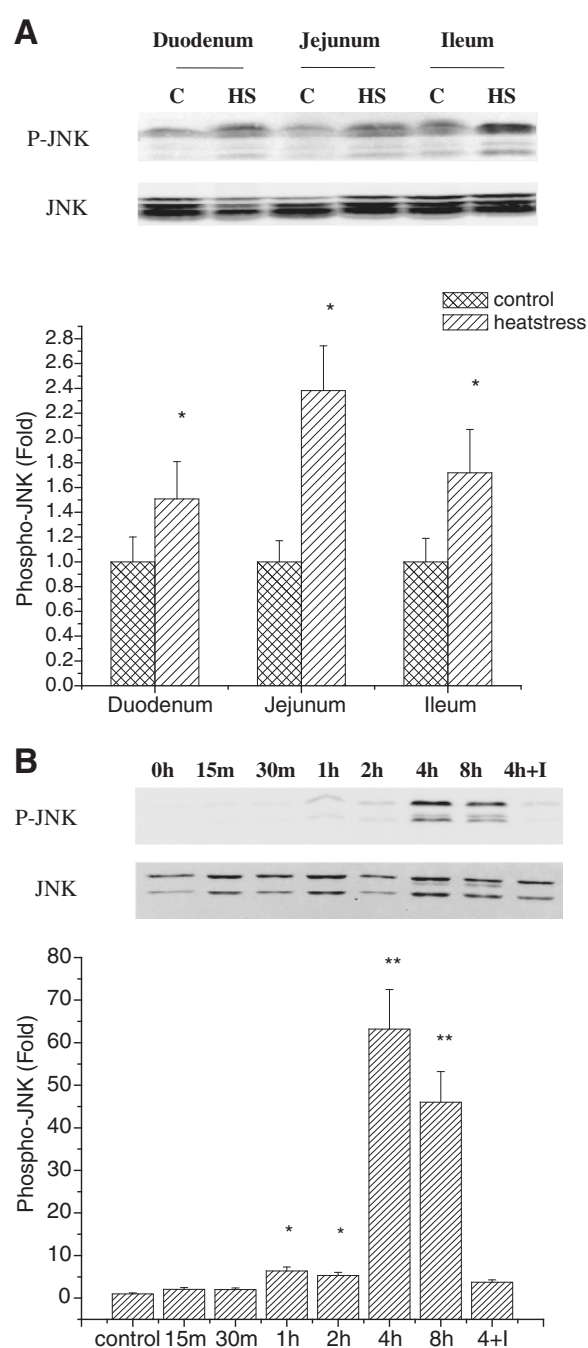 A
Duodenum Jejunum Ileum
C HS C HS C HS
P-JNK
JNK
control
heatstress
Phospho-JNK (Fold)
2.8
2.6
2.4
2.2
2.0
1.8
1.6
1.4
1.2
1.0
0.8
0.6
0.4
0.2
0.0
* * *
Duodenum Jejunum Ileum
B
0h 15m 30m 1h 2h 4h 8h 4h+I
P-JNK
JNK
Phospho-JNK (Fold)
80
70
60
50
40
30
20
10
0
* * ** **
control 15m 30m 1h 2h 4h 8h 4+I